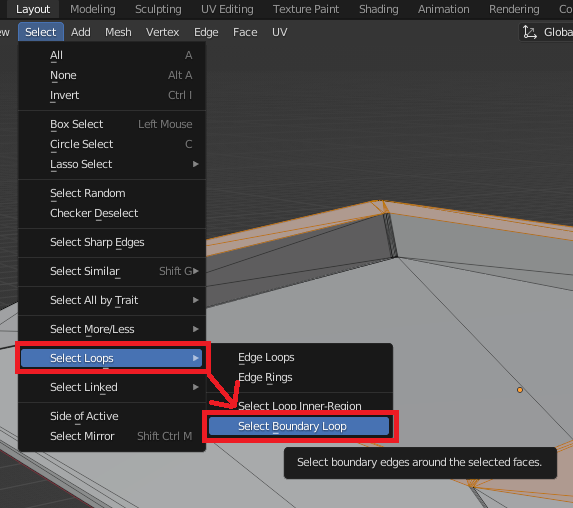 Layout Modeling Sculpting UV Editing Texture Paint Shading Animation Rendering Co
ew Select Add Mesh Vertex Edge Face UV Globa
All A
None Alt A
Invert Ctrl I
Box Select Left Mouse
Circle Select C
Lasso Select
Select Random
Checker Deselect
Select Sharp Edges
Select Similar Shift G
Select All by Trait
Select More/Less
Select Loops
Select Linked
Side of Active
Select Mirror Shift Ctrl M
Edge Loops
Edge Rings
Select Loop Inner-Region
Select Boundary Loop
Select boundary edges around the selected faces.